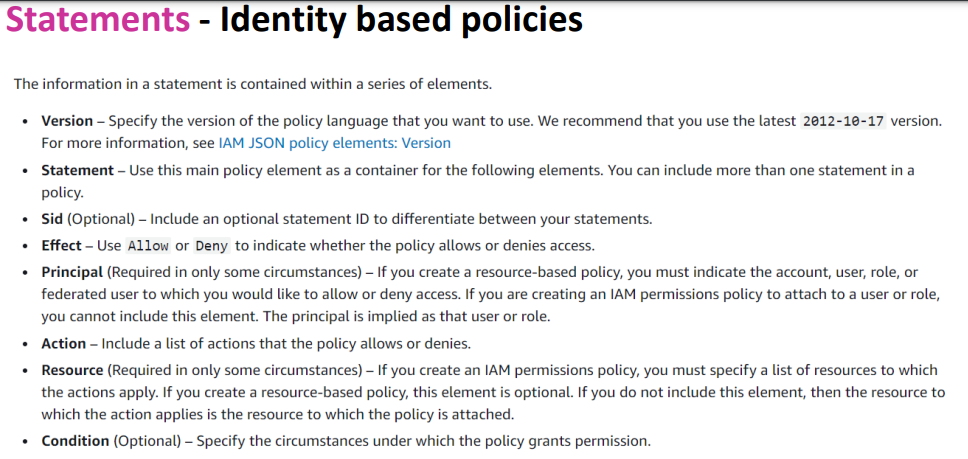 Statements - Identity based policies
The information in a statement is contained within a series of elements.
• Version – Specify the version of the policy language that you want to use. We recommend that you use the latest 2012-10-17 version.
For more information, see IAM JSON policy elements: Version
• Statement – Use this main policy element as a container for the following elements. You can include more than one statement in a
policy.
• Sid (Optional) – Include an optional statement ID to differentiate between your statements.
• Effect – Use Allow or Deny to indicate whether the policy allows or denies access.
• Principal (Required in only some circumstances) – If you create a resource-based policy, you must indicate the account, user, role, or
federated user to which you would like to allow or deny access. If you are creating an IAM permissions policy to attach to a user or role,
you cannot include this element. The principal is implied as that user or role.
• Action – Include a list of actions that the policy allows or denies.
• Resource (Required in only some circumstances) – If you create an IAM permissions policy, you must specify a list of resources to which
the actions apply. If you create a resource-based policy, this element is optional. If you do not include this element, then the resource to
which the action applies is the resource to which the policy is attached.
• Condition (Optional) – Specify the circumstances under which the policy grants permission.